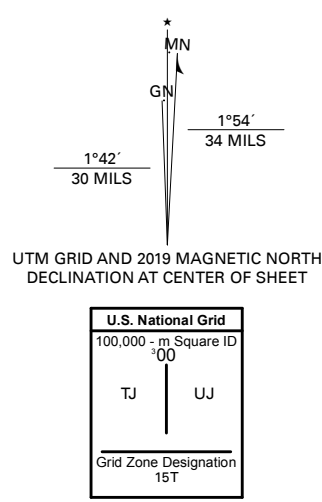 ★
MN
GN
1°54´
34 MILS
1°42´
30 MILS
UTM GRID AND 2019 MAGNETIC NORTH
DECLINATION AT CENTER OF SHEET
U.S. National Grid
100,000 - m Square ID
³00
TJ UJ
Grid Zone Designation
15T